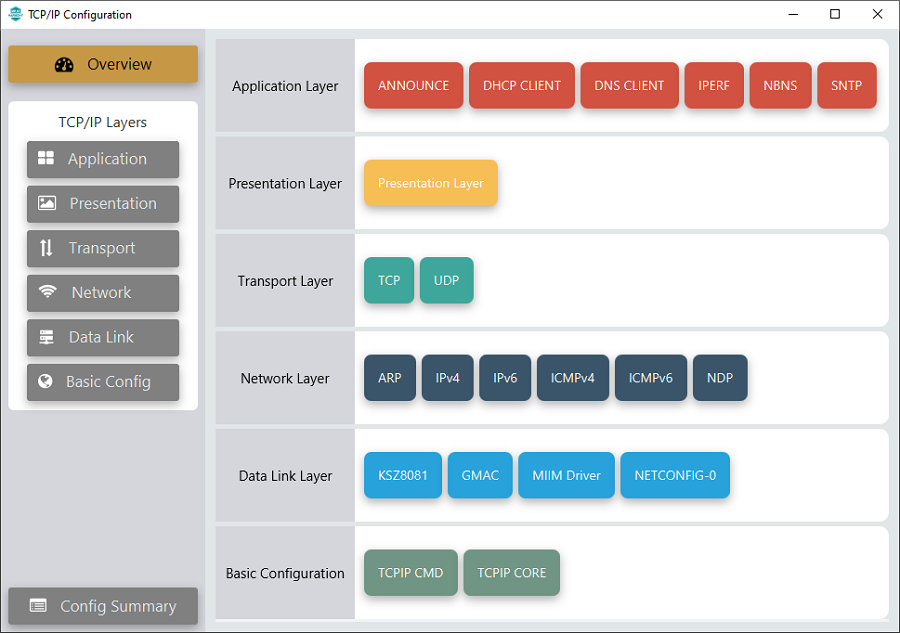 TCP/IP Configuration
Overview
TCP/IP Layers
Application
Presentation
Transport
Network
Data Link
Basic Config
Config Summary
Application Layer
ANNOUNCE DHCP CLIENT DNS CLIENT IPERF NBNS SNTP
Presentation Layer
Presentation Layer
Transport Layer
TCP UDP
Network Layer
ARP IPv4 IPv6 ICMPv4 ICMPv6 NDP
Data Link Layer
KSZ8081 GMAC MIIM Driver NETCONFIG-0
Basic Configuration
TCPIP CMD TCPIP CORE